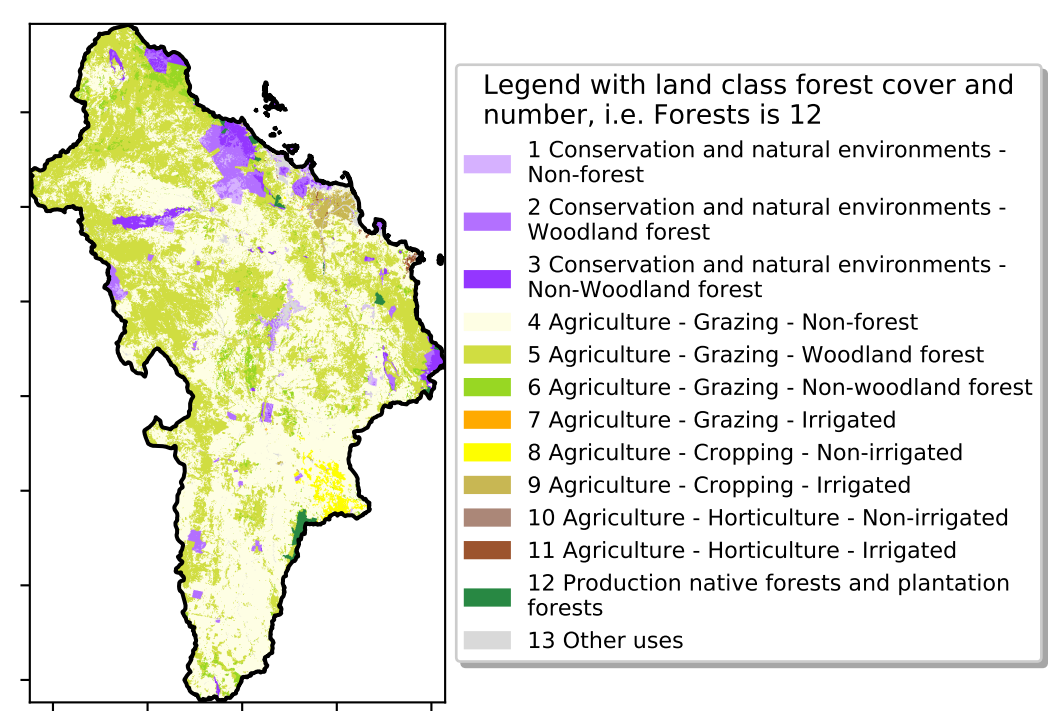 Legend with land class forest cover and
number, i.e. Forests is 12
1 Conservation and natural environments -
Non-forest
2 Conservation and natural environments -
Woodland forest
3 Conservation and natural environments -
Non-Woodland forest
4 Agriculture - Grazing - Non-forest
5 Agriculture - Grazing - Woodland forest
6 Agriculture - Grazing - Non-woodland forest
7 Agriculture - Grazing - Irrigated
8 Agriculture - Cropping - Non-irrigated
9 Agriculture - Cropping - Irrigated
10 Agriculture - Horticulture - Non-irrigated
11 Agriculture - Horticulture - Irrigated
12 Production native forests and plantation
forests
13 Other uses